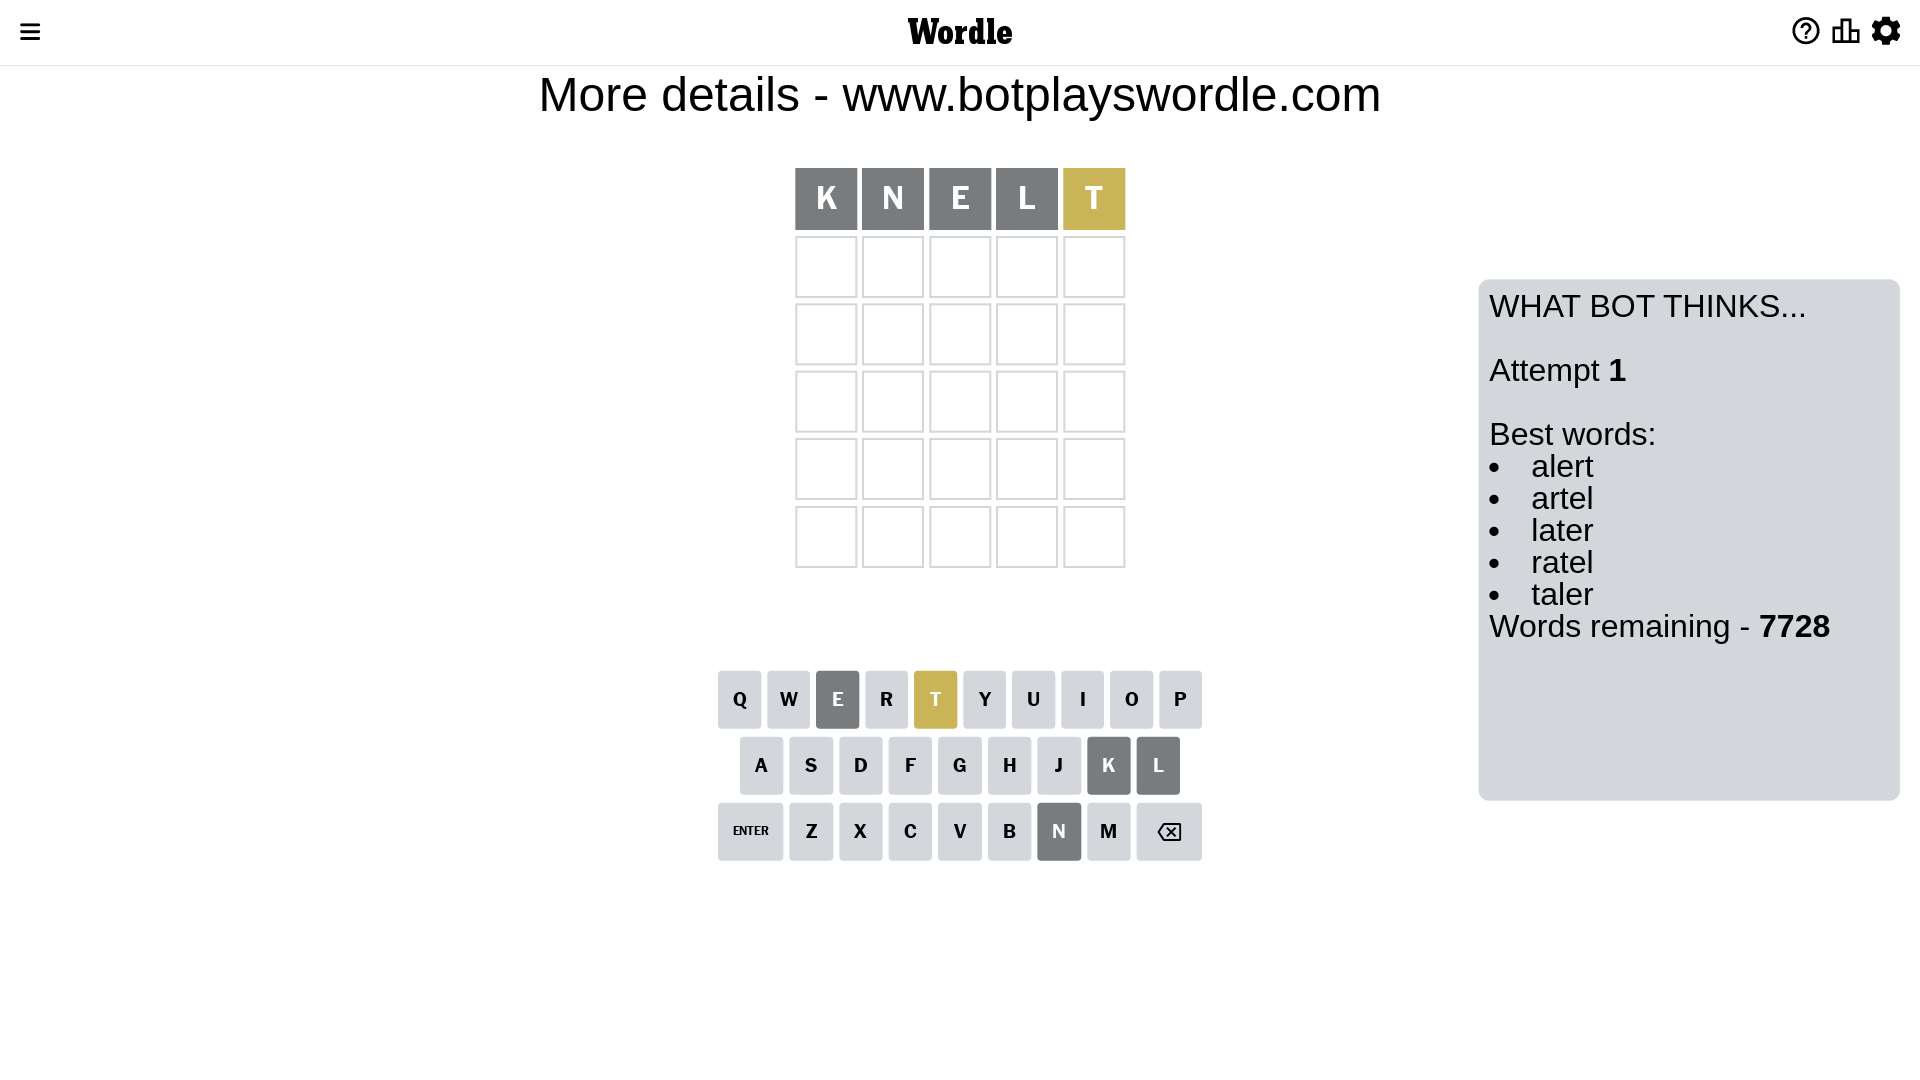 Wordle
More details - www.botplayswordle.com
K N E L T
WHAT BOT THINKS...
Attempt 1
Best words:
• alert
• artel
• later
• ratel
• taler
Words remaining - 7728
Q W E R T Y U I O P
A S D F G H J K L
ENTER Z X C V B N M